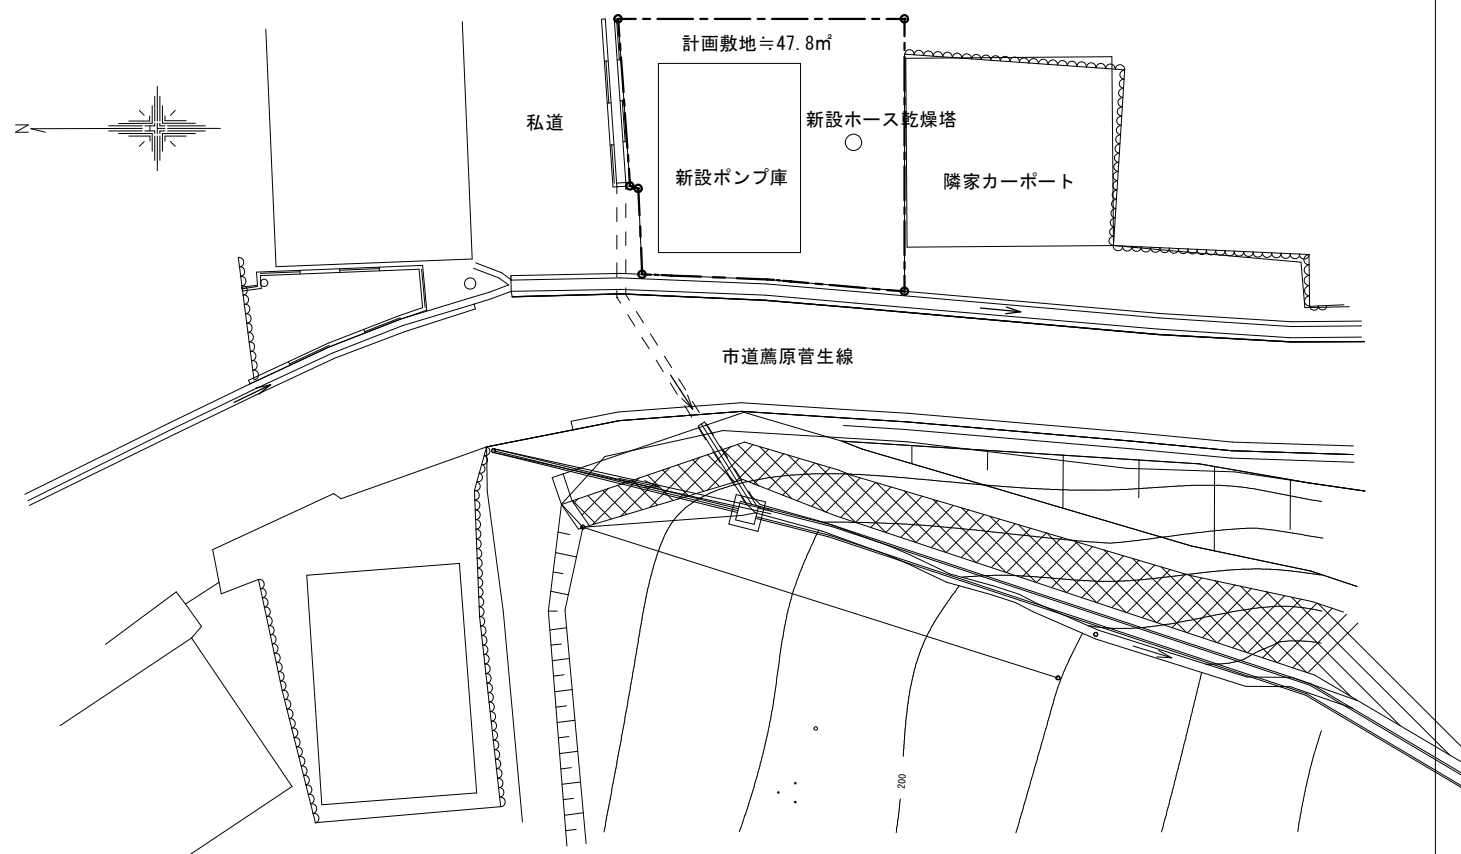 計画敷地≒47.8㎡
新設ホース乾燥塔
私道
新設ポンプ庫
隣家カーポート
N
市道薦原菅生線
200